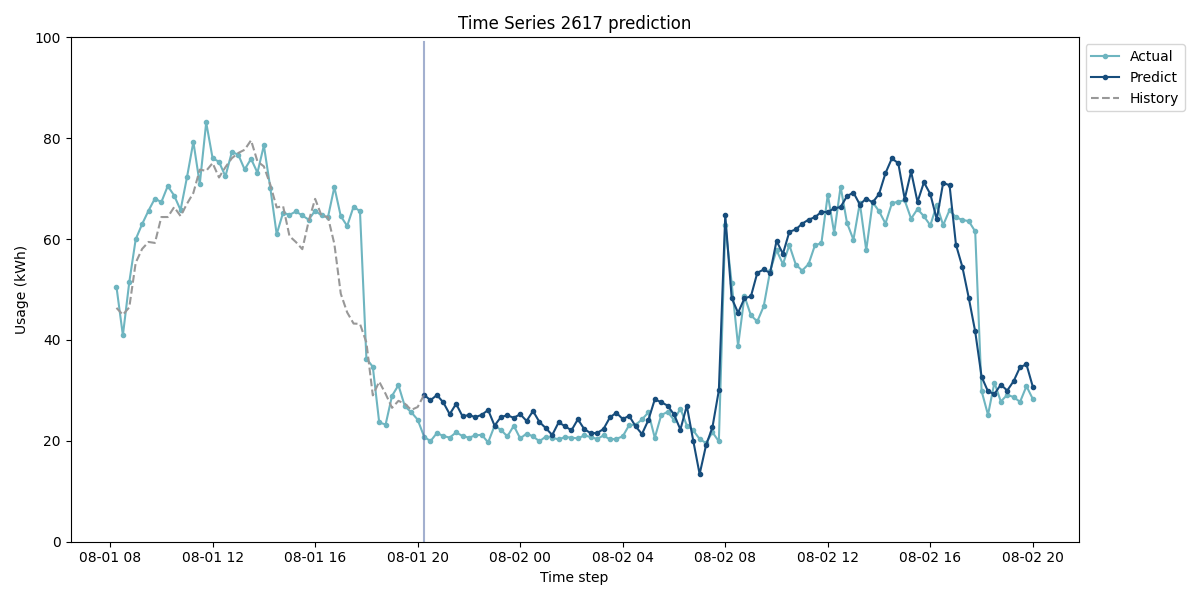 Time Series 2617 prediction
100
80
60
40
20
0
Usage (kWh)
08-01 08
08-01 12
08-01 16
08-01 20
08-02 00
08-02 04
08-02 08
08-02 12
08-02 16
08-02 20
Time step
Actual
Predict
History